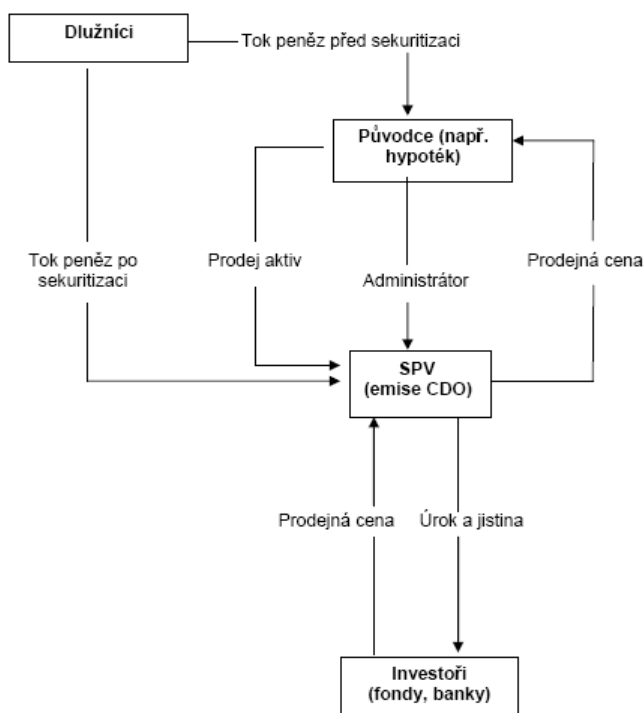 Dlužníci
Tok peněz před sekuritizaci
Původce (např.
hypoték)
Tok peněz po
sekuritizaci
Prodej aktiv
Administrátor
Prodejná cena
SPV
(emise CDO)
Prodejná cena
Úrok a jistina
Investoři
(fondy, banky)